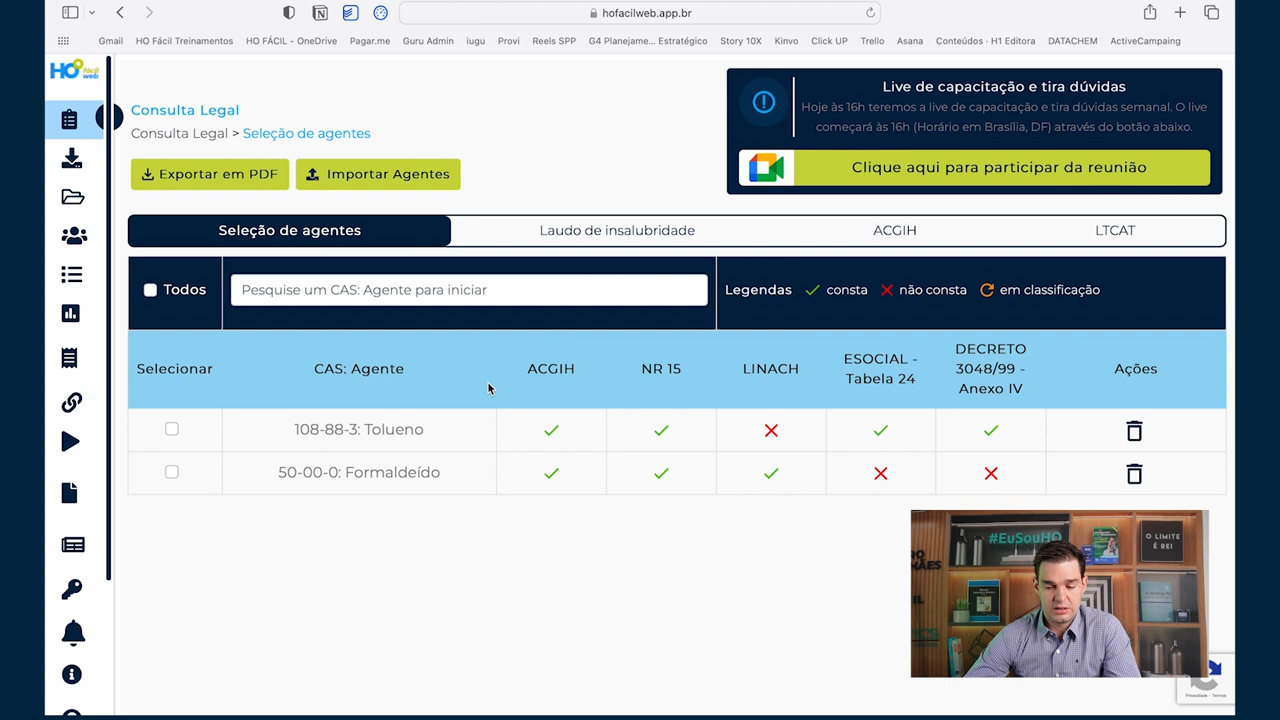 hofacilweb.app.br
Gmail
HO Fácil Treinamentos
HO FÁCIL – OneDrive
Pagar.me
Guru Admin
iugu
Provi
Reels SPP
G4 Planejame... Estratégico
Story 10X
Kinvo
Click UP
Trello
Asana
Conteúdos · H1 Editora
DATACHEM
ActiveCampaing
HO fácil web
Consulta Legal
Consulta Legal > Seleção de agentes
Exportar em PDF
Importar Agentes
Live de capacitação e tira dúvidas
Hoje às 16h teremos a live de capacitação e tira dúvidas semanal. O live
começará às 16h (Horário em Brasília, DF) através do botão abaixo.
Clique aqui para participar da reunião
Seleção de agentes
Laudo de insalubridade
ACGIH
LTCAT
Todos
Pesquise um CAS: Agente para iniciar
Legendas
consta
não consta
em classificação
Selecionar
CAS: Agente
ACGIH
NR 15
LINACH
ESOCIAL -
Tabela 24
DECRETO
3048/99 -
Anexo IV
Ações
108-88-3: Tolueno
50-00-0: Formaldeído
#EuSouHO
O LIMITE
É REI
Privacidade - Termos